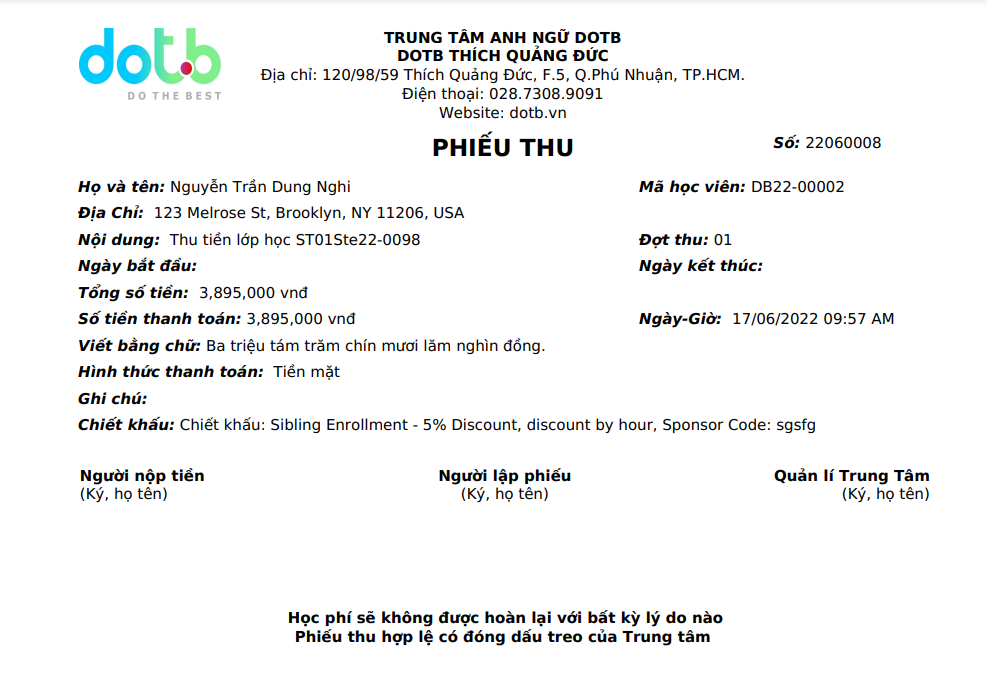 dotb
DO THE BEST
TRUNG TÂM ANH NGỮ DOTB
DOTB THÍCH QUẢNG ĐỨC
Địa chỉ: 120/98/59 Thích Quảng Đức, F.5, Q.Phú Nhuận, TP.HCM.
Điện thoại: 028.7308.9091
Website: dotb.vn
PHIẾU THU
Số: 22060008
Họ và tên: Nguyễn Trần Dung Nghi Mã học viên: DB22-00002
Địa Chỉ: 123 Melrose St, Brooklyn, NY 11206, USA
Nội dung: Thu tiền lớp học ST01Ste22-0098 Đợt thu: 01
Ngày bắt đầu: Ngày kết thúc:
Tổng số tiền: 3,895,000 vnđ
Số tiền thanh toán: 3,895,000 vnđ Ngày-Giờ: 17/06/2022 09:57 AM
Viết bằng chữ: Ba triệu tám trăm chín mươi lăm nghìn đồng.
Hình thức thanh toán: Tiền mặt
Ghi chú:
Chiết khấu: Chiết khấu: Sibling Enrollment - 5% Discount, discount by hour, Sponsor Code: sgsfg
Người nộp tiền Người lập phiếu Quản lí Trung Tâm
(Ký, họ tên) (Ký, họ tên) (Ký, họ tên)
Học phí sẽ không được hoàn lại với bất kỳ lý do nào
Phiếu thu hợp lệ có đóng dấu treo của Trung tâm